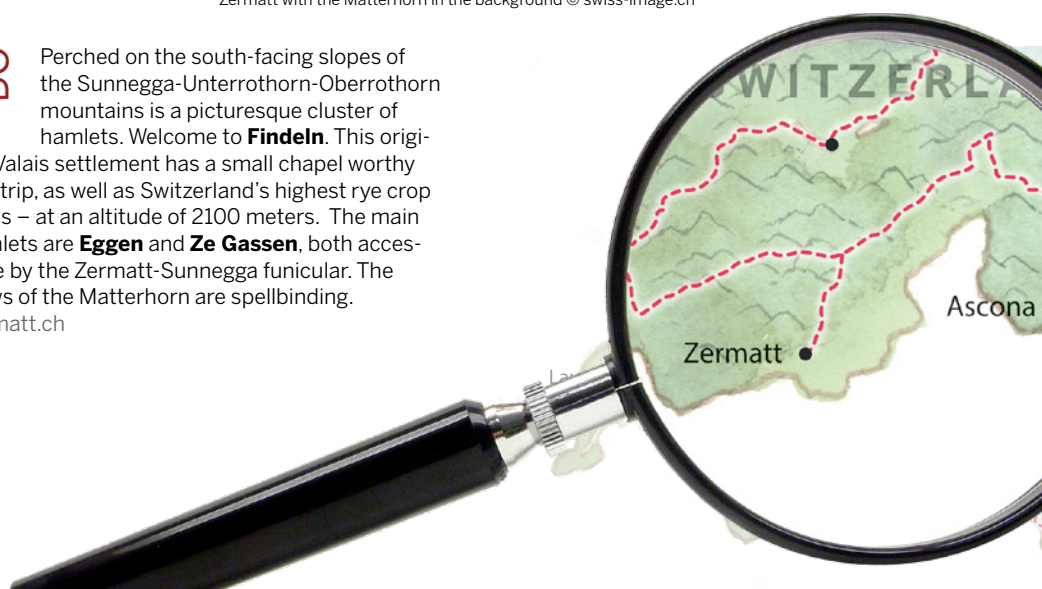 Zermatt with the Matterhorn in the background © swiss-image.ch
Perched on the south-facing slopes of
the Sunnegga-Unterrothorn-Oberrothorn
mountains is a picturesque cluster of
hamlets. Welcome to Findeln. This origi-
Valais settlement has a small chapel worthy
trip, as well as Switzerland's highest rye crop
s – at an altitude of 2100 meters. The main
lets are Eggen and Ze Gassen, both acces-
e by the Zermatt-Sunnegga funicular. The
s of the Matterhorn are spellbinding.
matt.ch
WITZERLA
Ascona
Zermatt
La